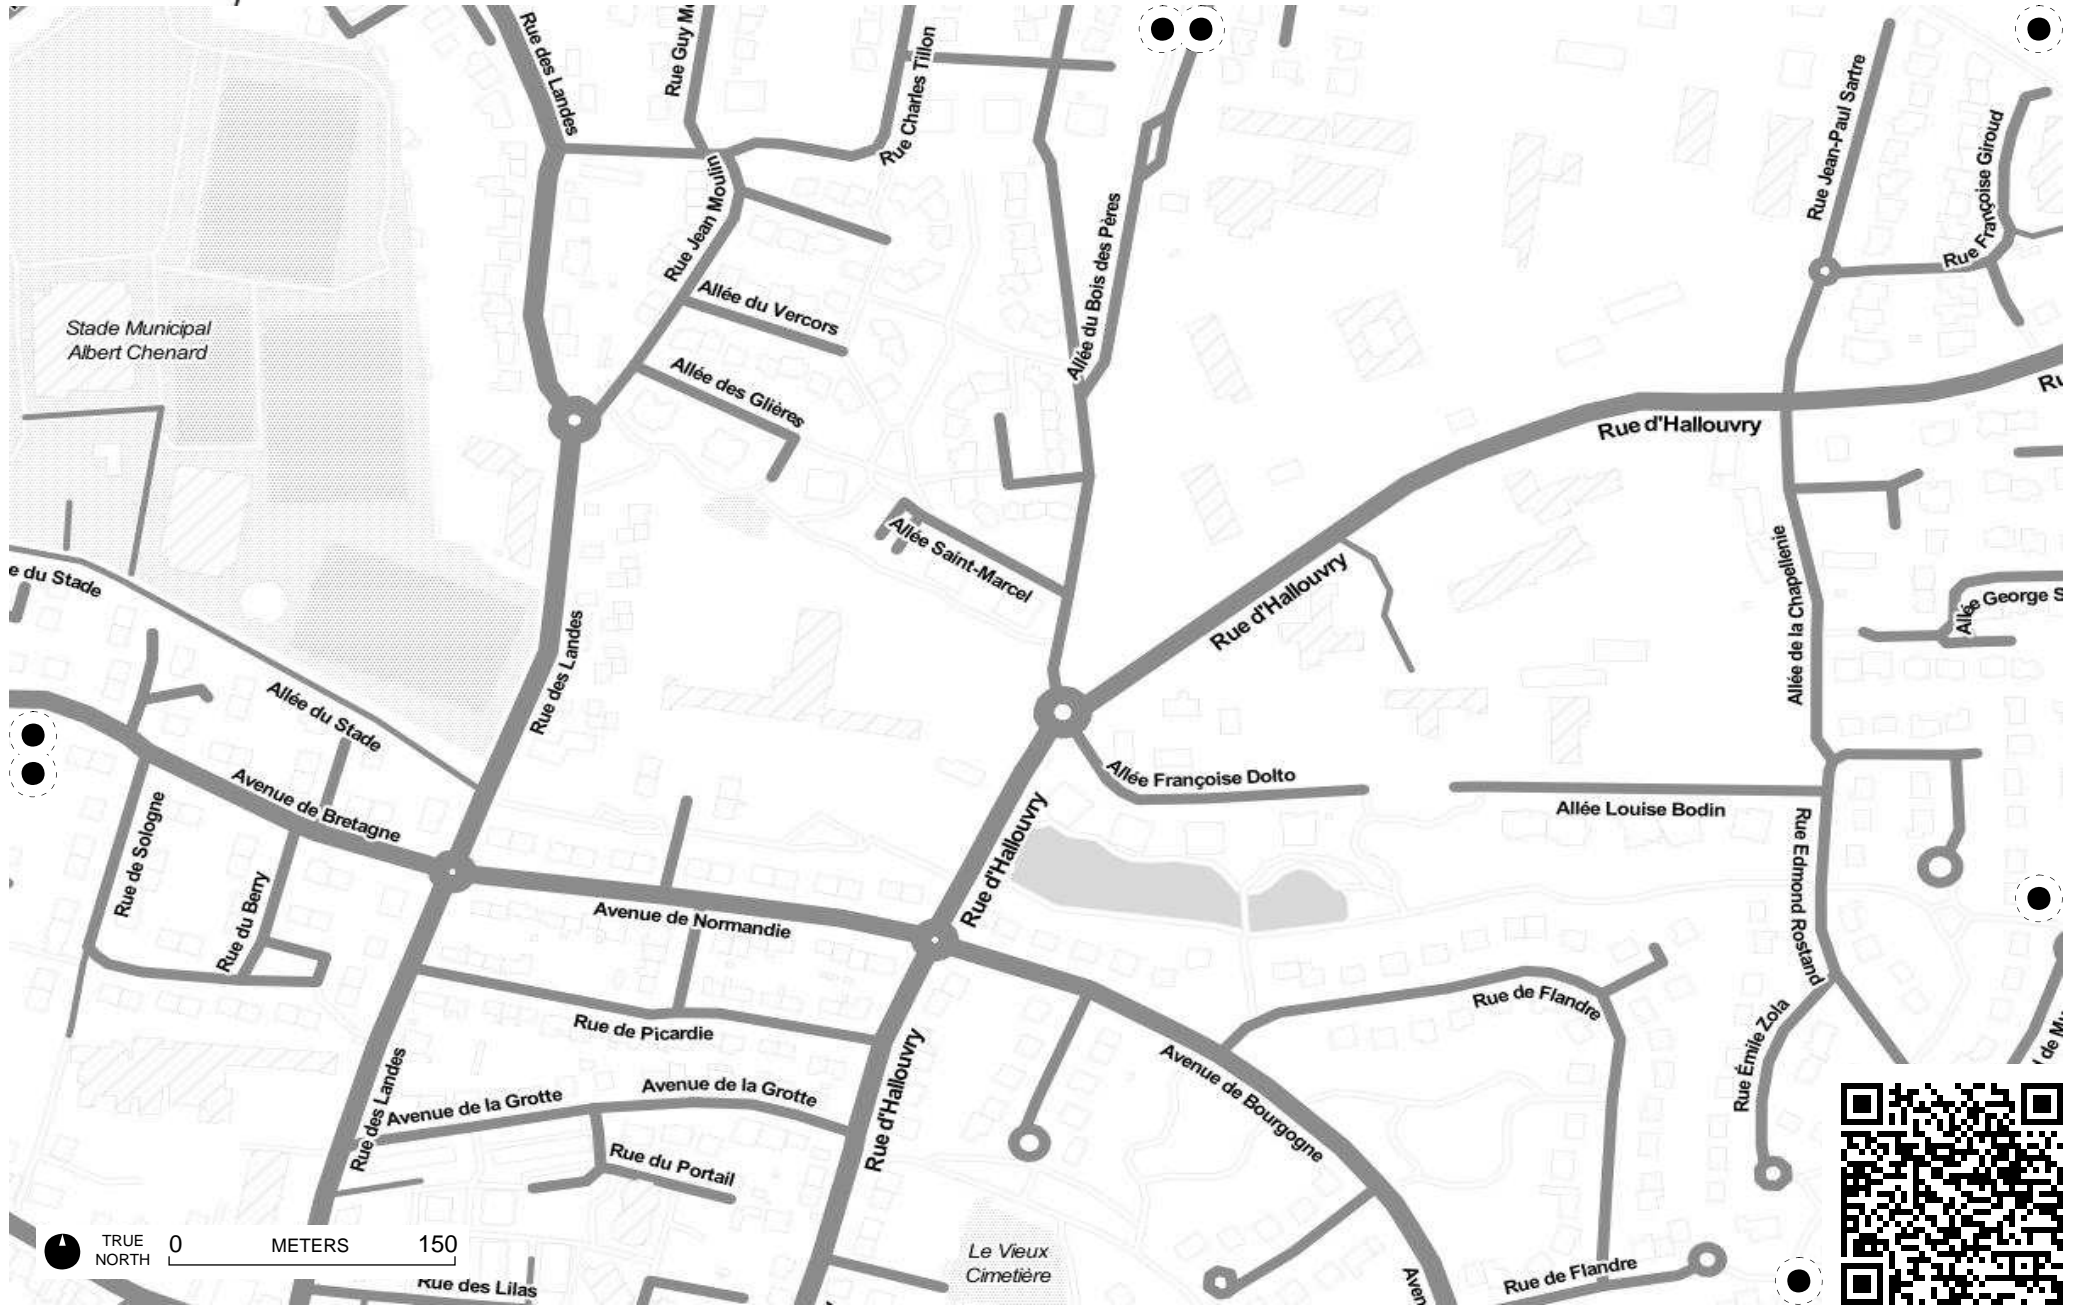 Rue des Landes
Rue Guy M
Rue Charles Tillon
Rue Jean-Paul Sartre
Rue Françoise Giroud
Rue Jean Moulin
Allée du Bois des Pères
Allée du Vercors
Stade Municipal
Albert Chenard
Allée des Glières
Rue d'Hallouvry
Ru
Allée Saint-Marcel
Rue d'Hallouvry
Allée de la Chapellenie
e du Stade
Allée George S
Rue des Landes
Allée du Stade
Allée Françoise Dolto
Allée Louise Bodin
Avenue de Bretagne
Rue de Sologne
Rue d'Hallouvry
Rue Edmond Rostand
Rue du Berry
Avenue de Normandie
Rue de Flandre
Rue de Picardie
Rue Émile Zola
l de Mu
Avenue de la Grotte
Avenue de la Grotte
Rue des Landes
Rue d'Hallouvry
Avenue de Bourgogne
Rue du Portail
Le Vieux
Cimetière
TRUE
NORTH
0 METERS 150
Rue des Lilas
Aven
Rue de Flandre